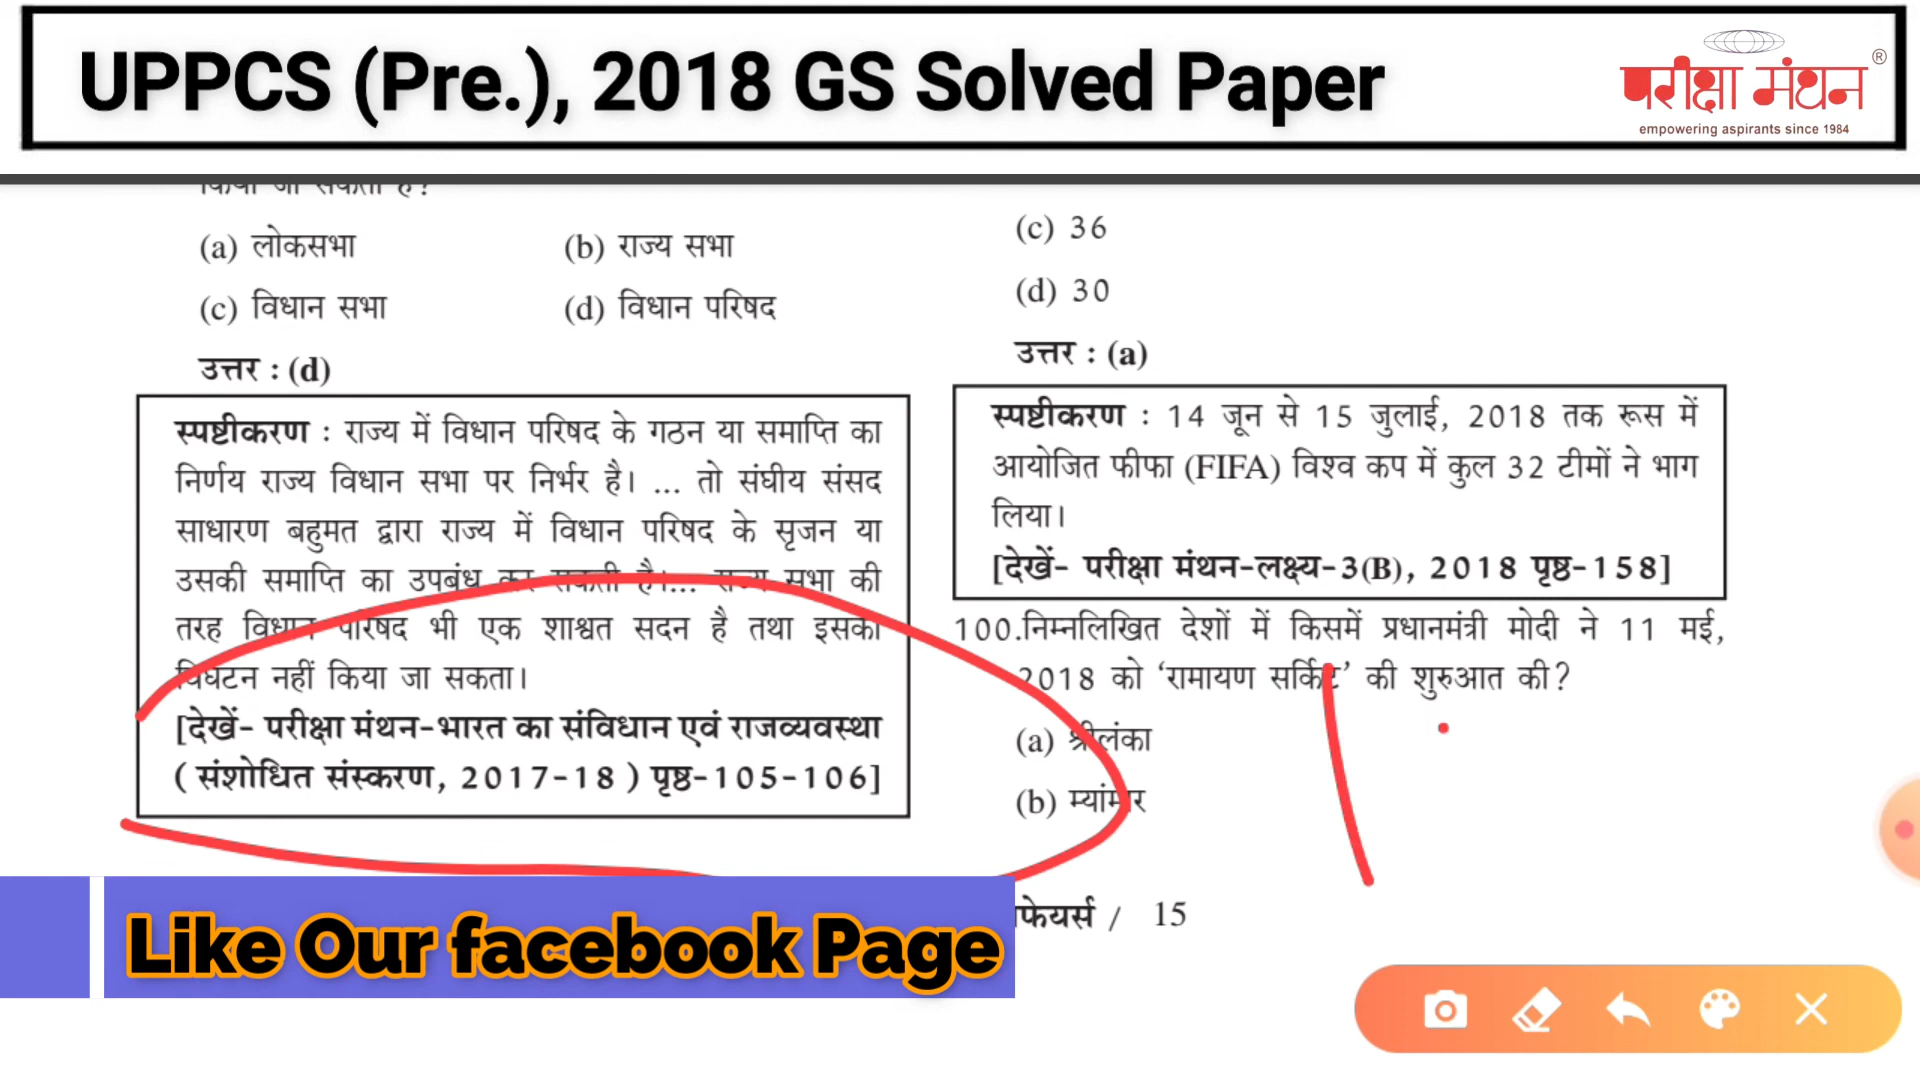 UPPCS (Pre.), 2018 GS Solved Paper
परीक्षा मंथन ®
empowering aspirants since 1984
किया जा सकता है?
(a) लोकसभा (b) राज्य सभा
(c) विधान सभा (d) विधान परिषद
उत्तर : (d)
स्पष्टीकरण : राज्य में विधान परिषद के गठन या समाप्ति का
निर्णय राज्य विधान सभा पर निर्भर है। ... तो संघीय संसद
साधारण बहुमत द्वारा राज्य में विधान परिषद के सृजन या
उसकी समाप्ति का उपबंध कर सकती है।... राज्य सभा की
तरह विधान परिषद भी एक शाश्वत सदन है तथा इसका
विघटन नहीं किया जा सकता।
[देखें- परीक्षा मंथन-भारत का संविधान एवं राजव्यवस्था
( संशोधित संस्करण, 2017-18 ) पृष्ठ-105-106]
(c) 36
(d) 30
उत्तर : (a)
स्पष्टीकरण : 14 जून से 15 जुलाई, 2018 तक रूस में
आयोजित फीफा (FIFA) विश्व कप में कुल 32 टीमों ने भाग
लिया।
[देखें- परीक्षा मंथन-लक्ष्य-3(B), 2018 पृष्ठ-158]
100.निम्नलिखित देशों में किसमें प्रधानमंत्री मोदी ने 11 मई,
2018 को ‘रामायण सर्किट’ की शुरुआत की?
(a) श्रीलंका
(b) म्यांमार
फेयर्स / 15
Like Our facebook Page